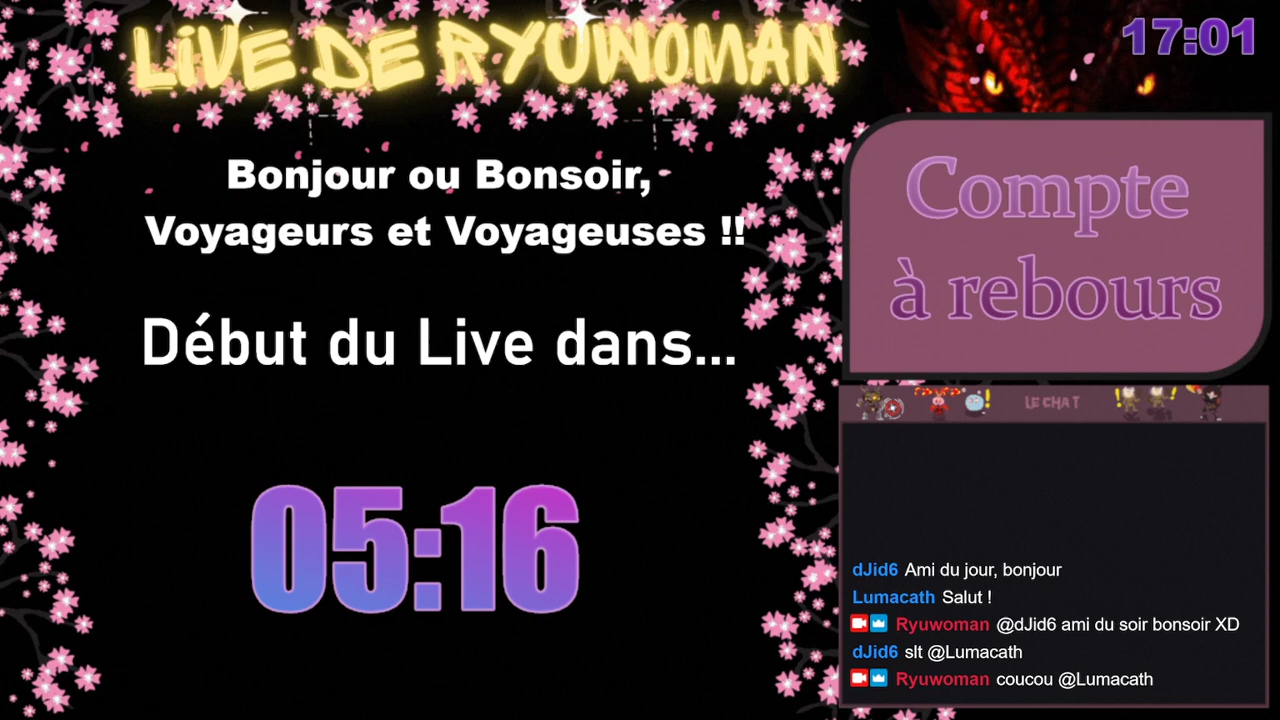 LIVE DE RYUWOMAN
17:01
Bonjour ou Bonsoir,
Voyageurs et Voyageuses !!
Début du Live dans...
05:16
Compte
à rebours
LE CHAT
dJid6 Ami du jour, bonjour
Lumacath Salut !
Ryuwoman @dJid6 ami du soir bonsoir XD
dJid6 slt @Lumacath
Ryuwoman coucou @Lumacath